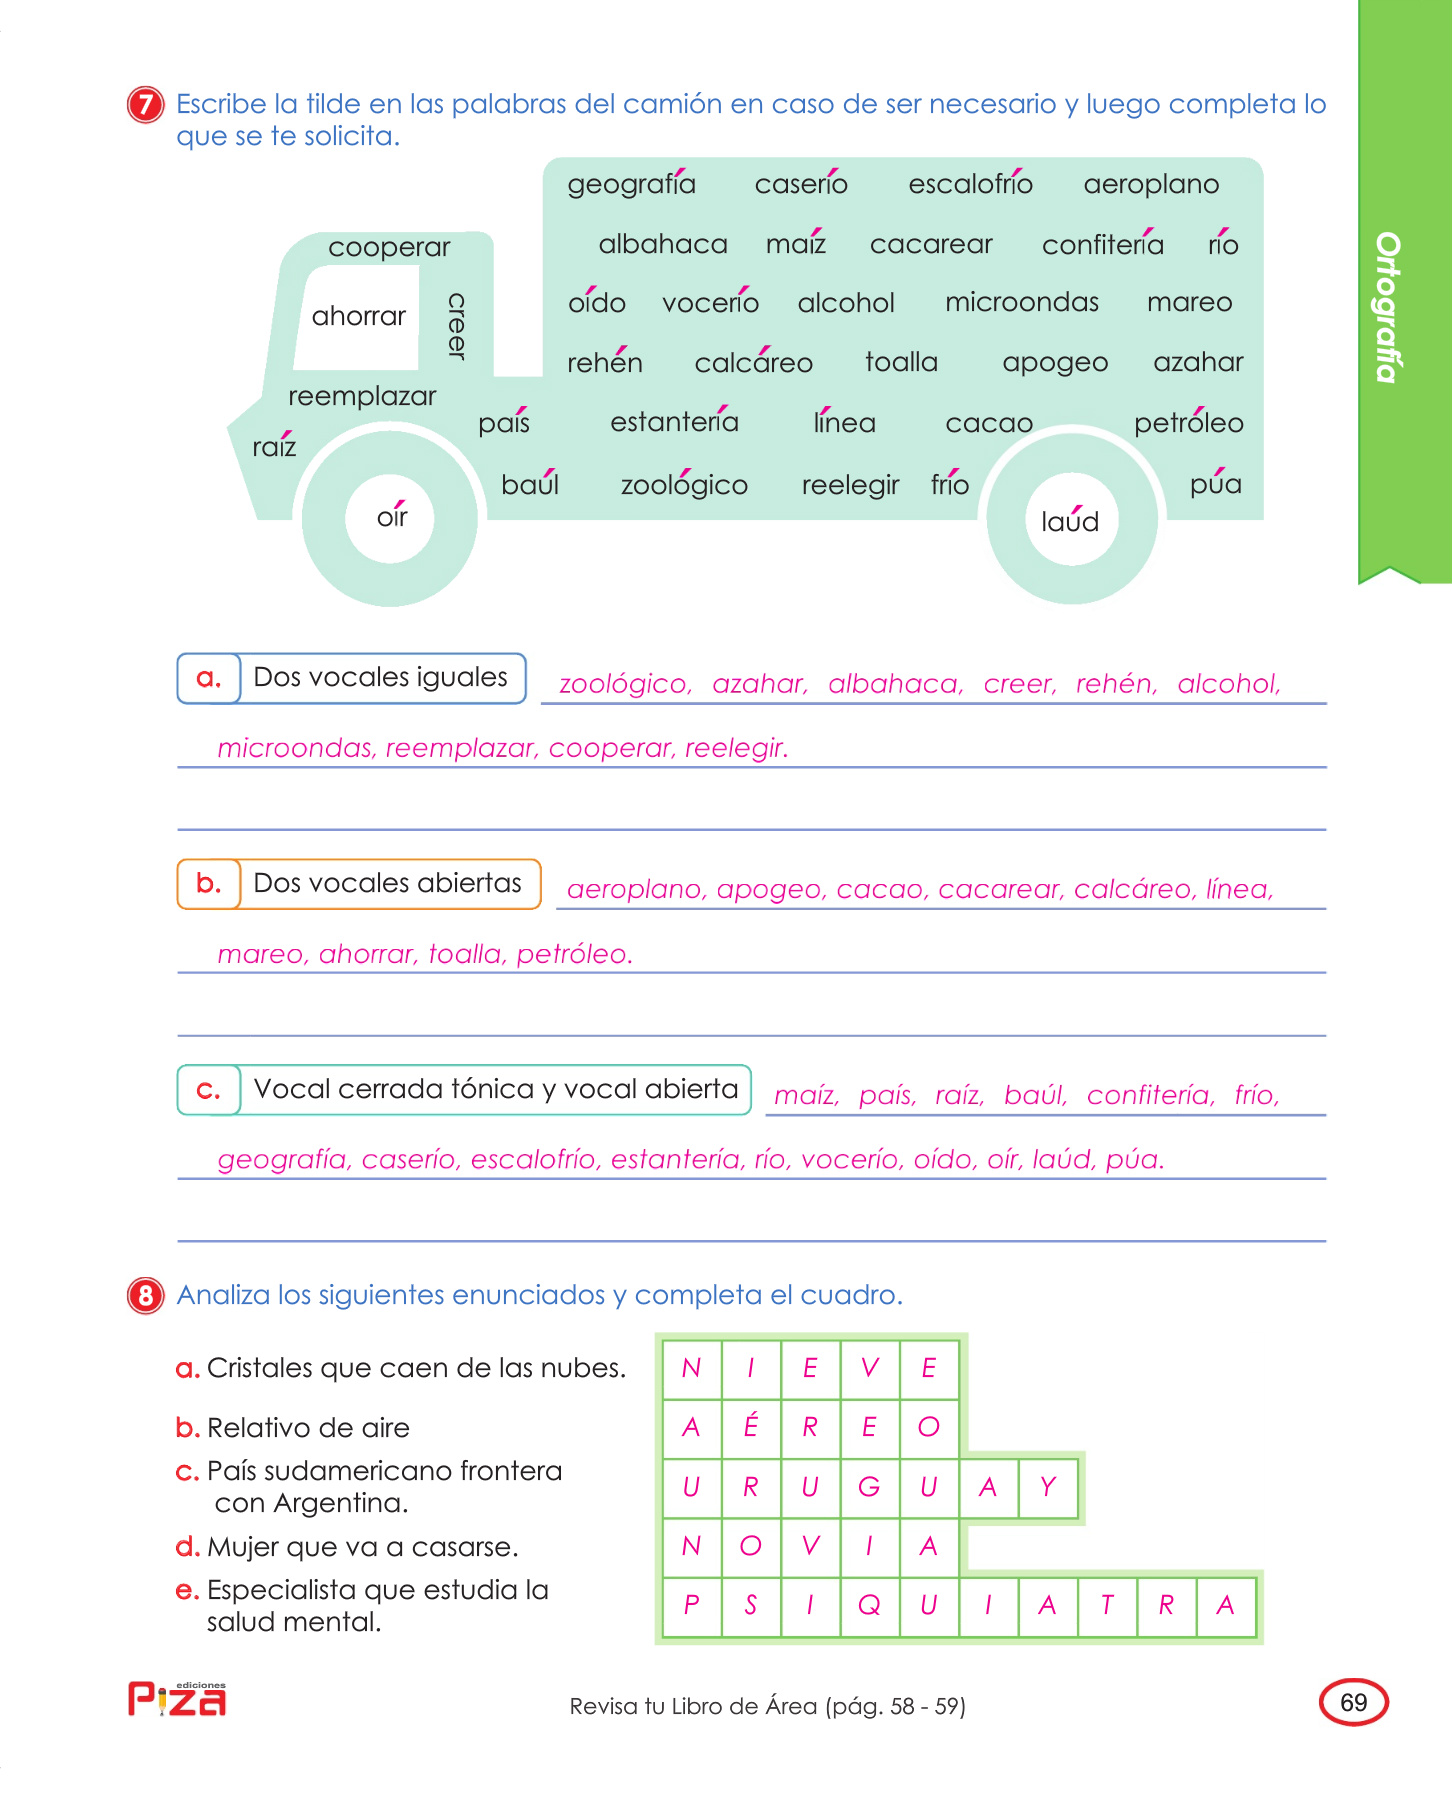 7 Escribe la tilde en las palabras del camión en caso de ser necesario y luego completa lo
que se te solicita.
geografía caserío escalofrío aeroplano
cooperar albahaca maíz cacarear confitería río
ahorrar creer oído vocerío alcohol microondas mareo
rehén calcáreo toalla apogeo azahar
reemplazar
raíz país estantería línea cacao petróleo
baúl zoológico reelegir frío púa
oír laúd
a. Dos vocales iguales zoológico, azahar, albahaca, creer, rehén, alcohol,
microondas, reemplazar, cooperar, reelegir.
b. Dos vocales abiertas aeroplano, apogeo, cacao, cacarear, calcáreo, línea,
mareo, ahorrar, toalla, petróleo.
c. Vocal cerrada tónica y vocal abierta maíz, país, raíz, baúl, confitería, frío,
geografía, caserío, escalofrío, estantería, río, vocerío, oído, oír, laúd, púa.
8 Analiza los siguientes enunciados y completa el cuadro.
a. Cristales que caen de las nubes.
b. Relativo de aire
c. País sudamericano frontera
con Argentina.
d. Mujer que va a casarse.
e. Especialista que estudia la
salud mental.
N I E V E
A É R E O
U R U G U A Y
N O V I A
P S I Q U I A T R A
Ortografía
ediciones
Piza
Revisa tu Libro de Área (pág. 58 - 59)
69